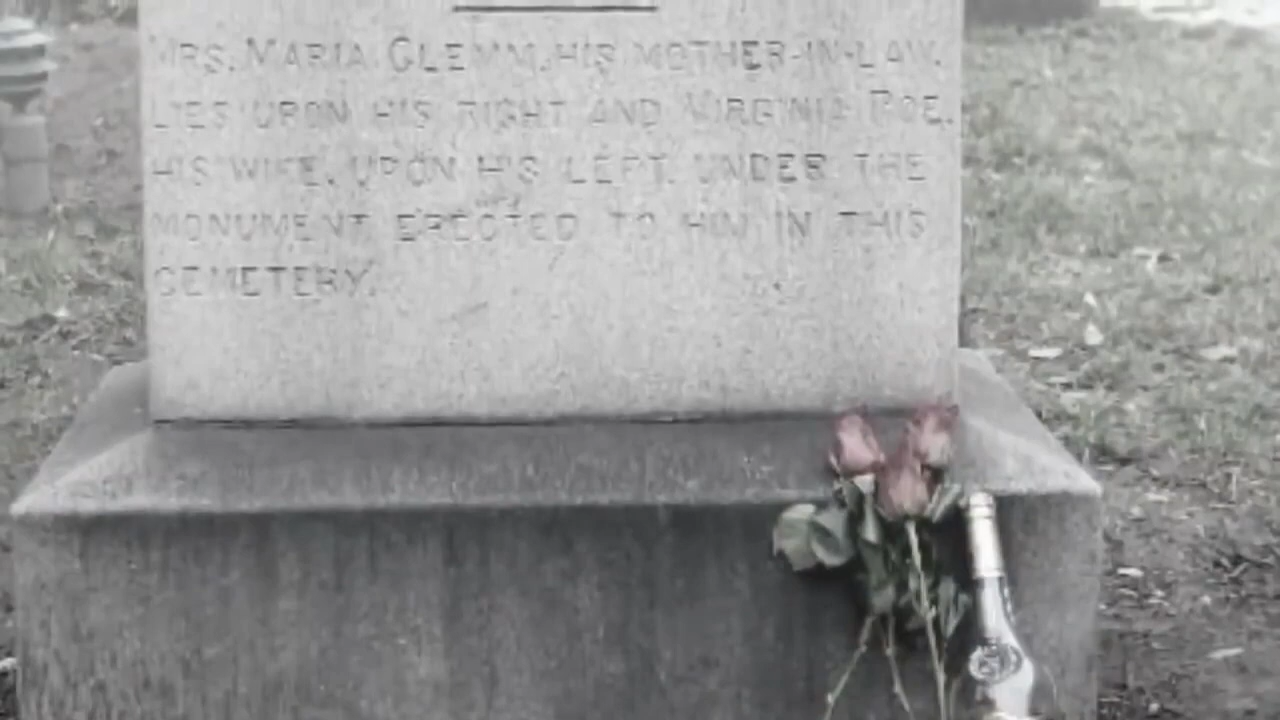 MRS. MARIA CLEMM, HIS MOTHER-IN-LAW,
LIES UPON HIS RIGHT AND VIRGINIA POE,
HIS WIFE, UPON HIS LEFT, UNDER THE
MONUMENT ERECTED TO HIM IN THIS
CEMETERY.